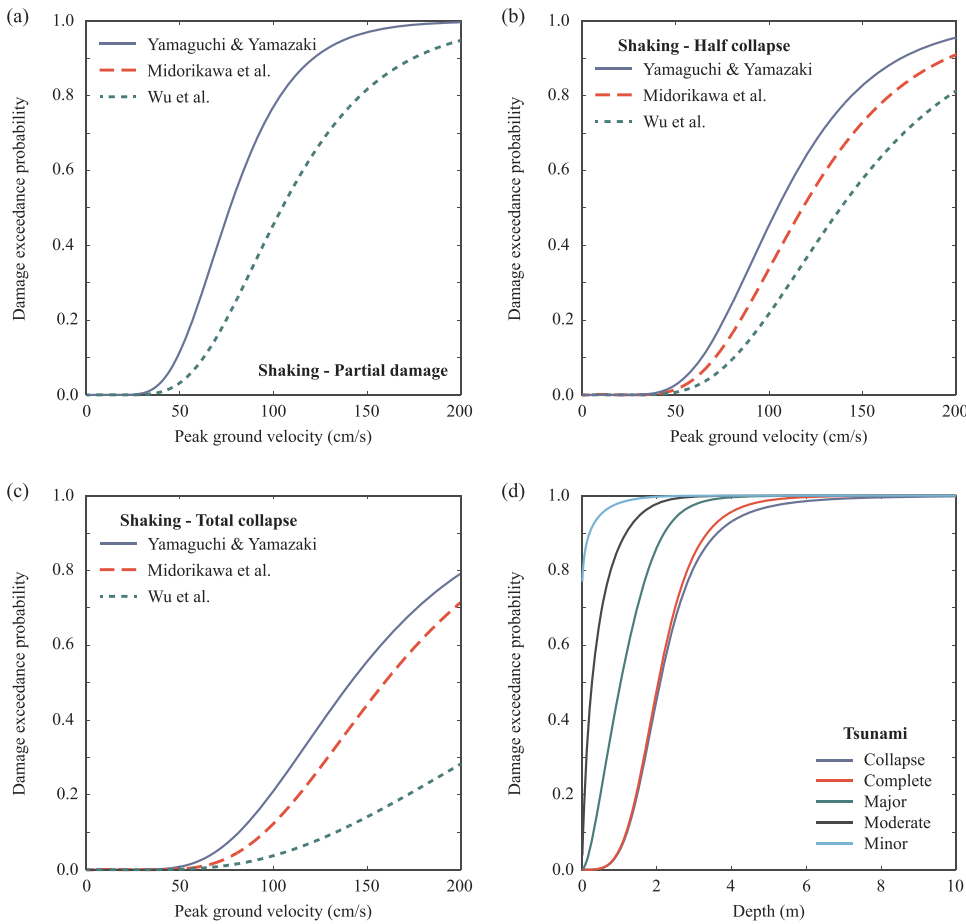 (a)
1.0
0.8
0.6
0.4
0.2
0.0
Damage exceedance probability
Yamaguchi & Yamazaki
Midorikawa et al.
Wu et al.
Shaking - Partial damage
0 50 100 150 200
Peak ground velocity (cm/s)
(b)
1.0
0.8
0.6
0.4
0.2
0.0
Damage exceedance probability
Shaking - Half collapse
Yamaguchi & Yamazaki
Midorikawa et al.
Wu et al.
0 50 100 150 200
Peak ground velocity (cm/s)
(c)
1.0
0.8
0.6
0.4
0.2
0.0
Damage exceedance probability
Shaking - Total collapse
Yamaguchi & Yamazaki
Midorikawa et al.
Wu et al.
0 50 100 150 200
Peak ground velocity (cm/s)
(d)
1.0
0.8
0.6
0.4
0.2
0.0
Damage exceedance probability
Tsunami
Collapse
Complete
Major
Moderate
Minor
0 2 4 6 8 10
Depth (m)